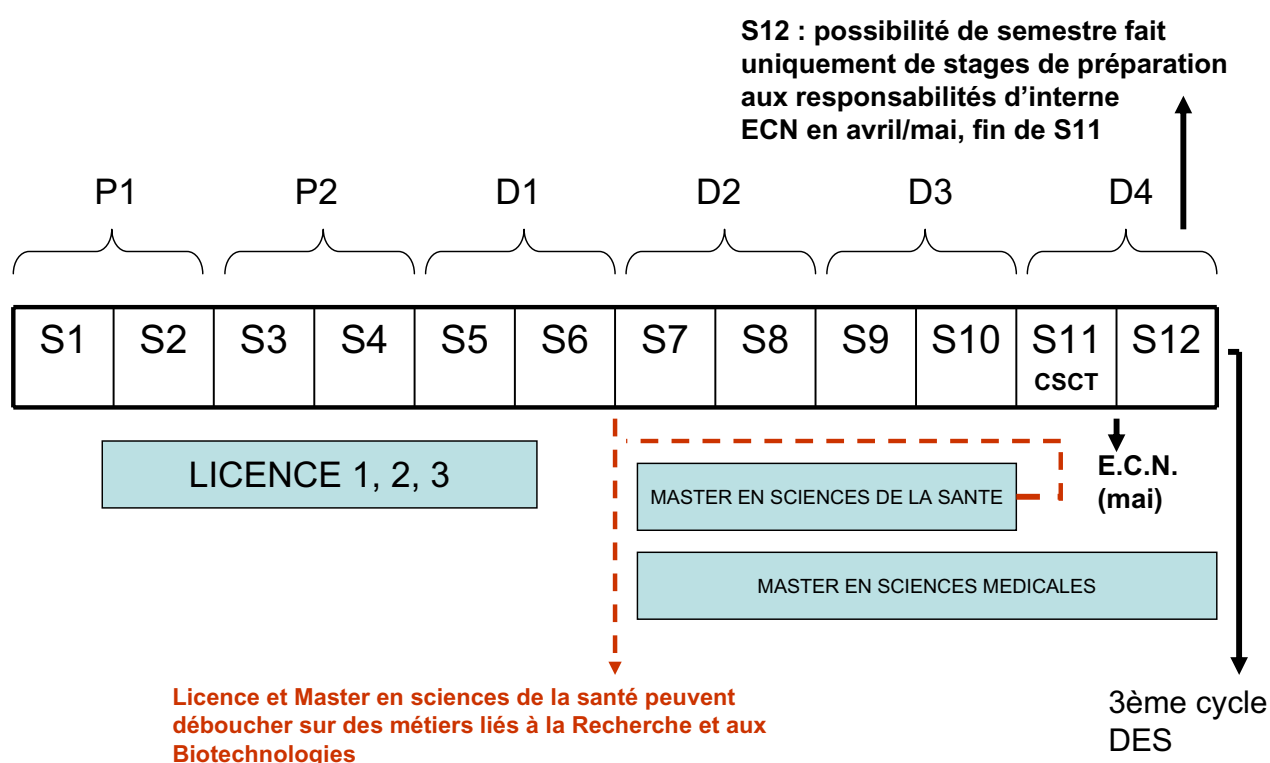 S12 : possibilité de semestre fait
uniquement de stages de préparation
aux responsabilités d'interne
ECN en avril/mai, fin de S11
P1 P2 D1 D2 D3 D4
S1 S2 S3 S4 S5 S6 S7 S8 S9 S10 S11 S12
CSCT
LICENCE 1, 2, 3
E.C.N.
(mai)
MASTER EN SCIENCES DE LA SANTE
MASTER EN SCIENCES MEDICALES
Licence et Master en sciences de la santé peuvent
déboucher sur des métiers liés à la Recherche et aux
Biotechnologies
3ème cycle
DES